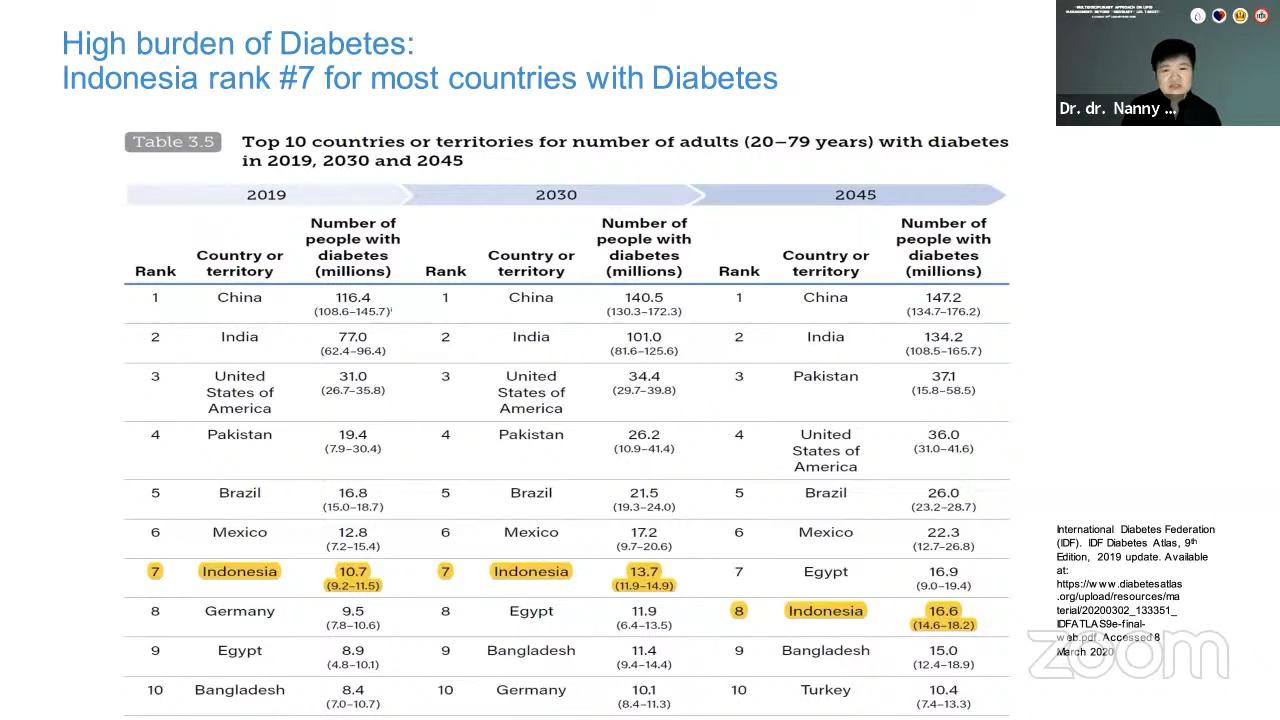 High burden of Diabetes:
Indonesia rank #7 for most countries with Diabetes
Table 3.5
Top 10 countries or territories for number of adults (20–79 years) with diabetes
in 2019, 2030 and 2045
2019 2030 2045
Rank Country or territory Number of people with diabetes (millions) Rank Country or territory Number of people with diabetes (millions) Rank Country or territory Number of people with diabetes (millions)
1 China 116.4 (108.6–145.7)ⁱ 1 China 140.5 (130.3–172.3) 1 China 147.2 (134.7–176.2)
2 India 77.0 (62.4–96.4) 2 India 101.0 (81.6–125.6) 2 India 134.2 (108.5–165.7)
3 United States of America 31.0 (26.7–35.8) 3 United States of America 34.4 (29.7–39.8) 3 Pakistan 37.1 (15.8–58.5)
4 Pakistan 19.4 (7.9–30.4) 4 Pakistan 26.2 (10.9–41.4) 4 United States of America 36.0 (31.0–41.6)
5 Brazil 16.8 (15.0–18.7) 5 Brazil 21.5 (19.3–24.0) 5 Brazil 26.0 (23.2–28.7)
6 Mexico 12.8 (7.2–15.4) 6 Mexico 17.2 (9.7–20.6) 6 Mexico 22.3 (12.7–26.8)
7 Indonesia 10.7 (9.2–11.5) 7 Indonesia 13.7 (11.9–14.9) 7 Egypt 16.9 (9.0–19.4)
8 Germany 9.5 (7.8–10.6) 8 Egypt 11.9 (6.4–13.5) 8 Indonesia 16.6 (14.6–18.2)
9 Egypt 8.9 (4.8–10.1) 9 Bangladesh 11.4 (9.4–14.4) 9 Bangladesh 15.0 (12.4–18.9)
10 Bangladesh 8.4 (7.0–10.7) 10 Germany 10.1 (8.4–11.3) 10 Turkey 10.4 (7.4–13.3)
Dr. dr. Nanny ...
International Diabetes Federation
(IDF). IDF Diabetes Atlas, 9th
Edition, 2019 update. Available
at:
https://www.diabetesatlas
.org/upload/resources/ma
terial/20200302_133351_
IDFATLAS9e-final-
web.pdf. Accessed 8
March 2020
zoom